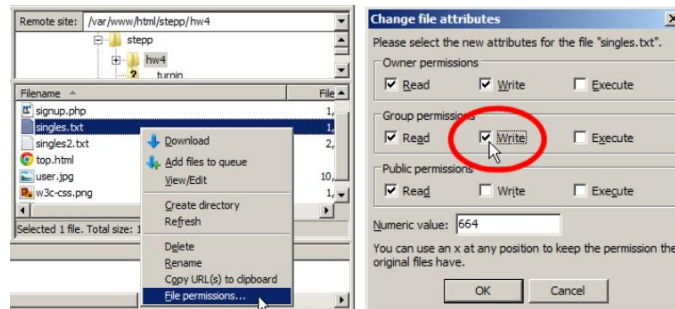 Remote site: /var/www/html/stepp/hw4
stepp
hw4
turnin
Filename File
signup.php 1,
singles.txt 1,
singles2.txt 2,
top.html
user.jpg 10,
w3c-css.png 1,
Selected 1 file. Total size: 1
Download
Add files to queue
View/Edit
Create directory
Refresh
Delete
Rename
Copy URL(s) to clipboard
File permissions...
Change file attributes
Please select the new attributes for the file "singles.txt".
Owner permissions
Read Write Execute
Group permissions
Read Write Execute
Public permissions
Read Write Execute
Numeric value: 664
You can use an x at any position to keep the permission the
original files have.
OK Cancel